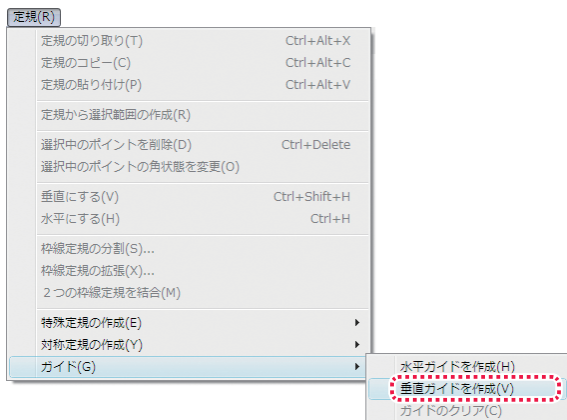 定規(R)
定規の切り取り(T) Ctrl+Alt+X
定規のコピー(C) Ctrl+Alt+C
定規の貼り付け(P) Ctrl+Alt+V
定規から選択範囲の作成(R)
選択中のポイントを削除(D) Ctrl+Delete
選択中のポイントの角状態を変更(O)
垂直にする(V) Ctrl+Shift+H
水平にする(H) Ctrl+H
枠線定規の分割(S)...
枠線定規の拡張(X)...
２つの枠線定規を結合(M)
特殊定規の作成(E)
対称定規の作成(Y)
ガイド(G)
水平ガイドを作成(H)
垂直ガイドを作成(V)
ガイドのクリア(C)